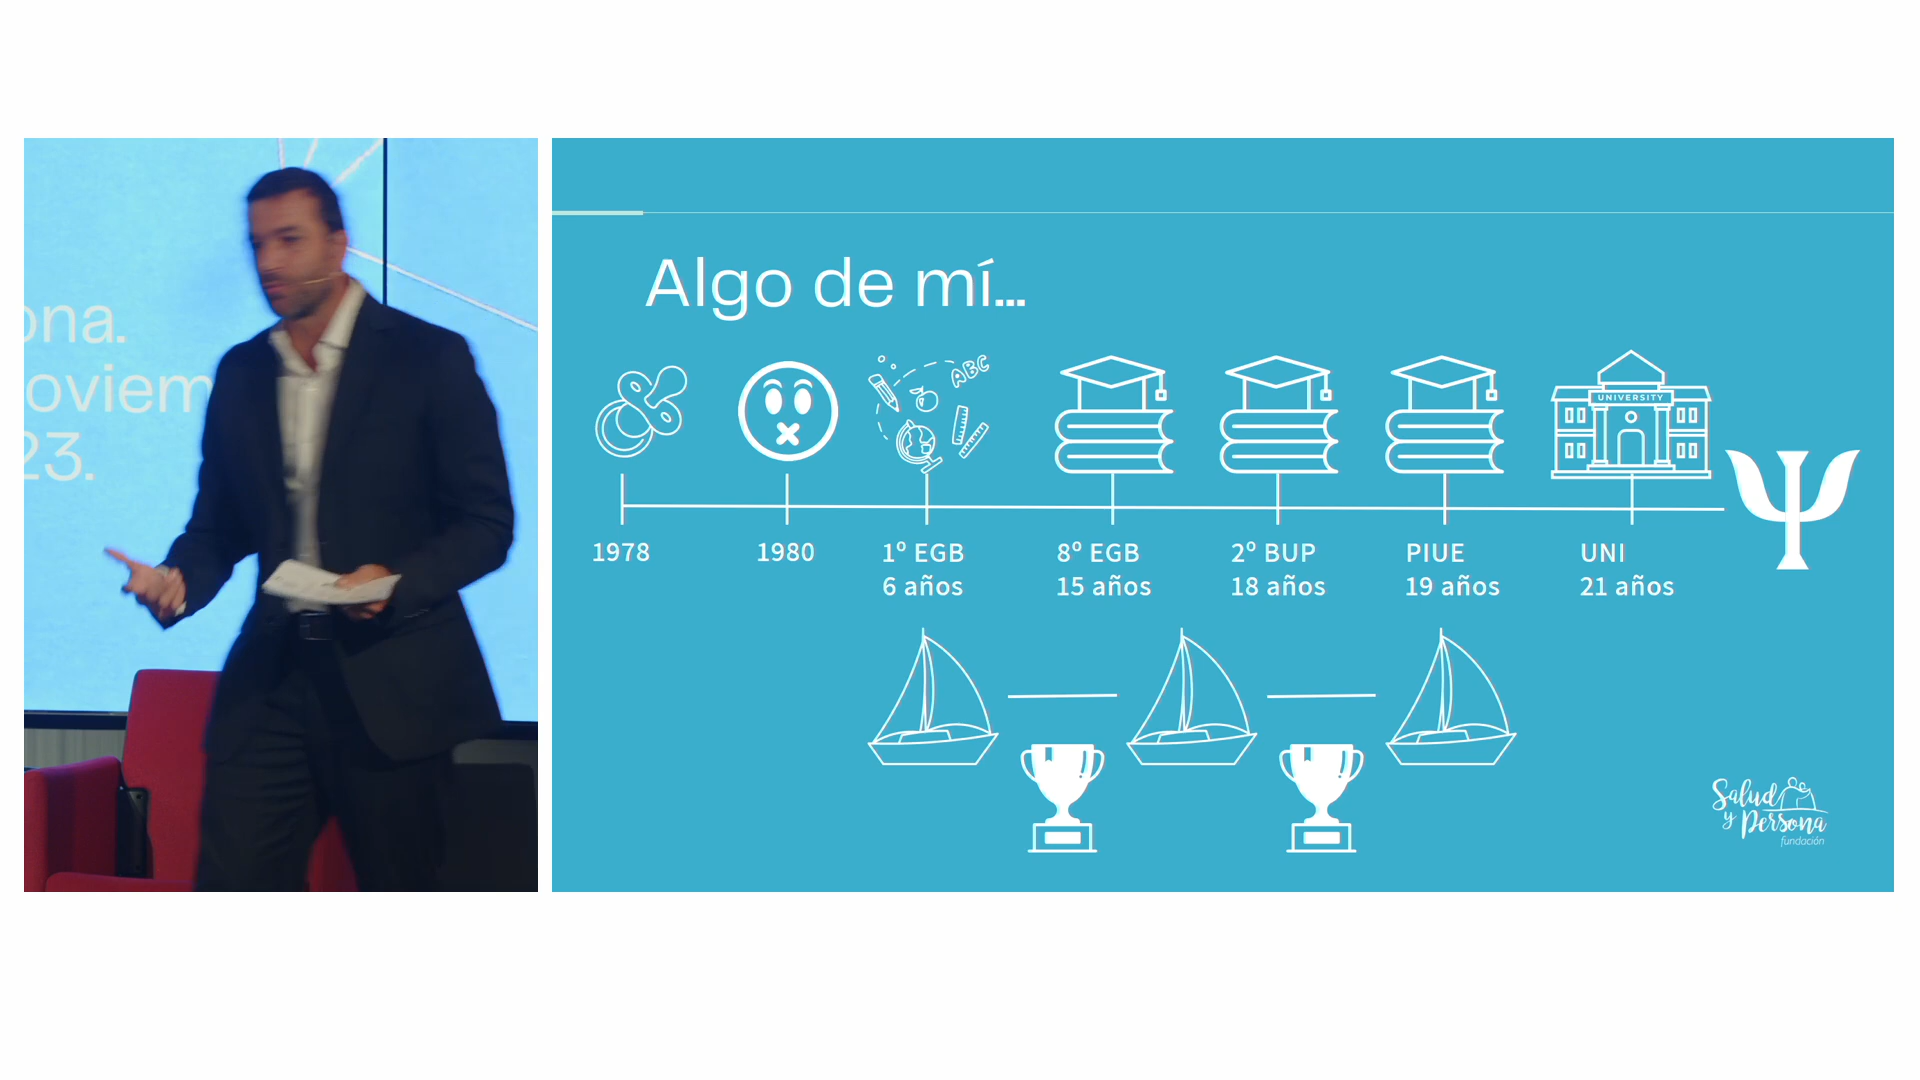 ona.
oviem
23.
Algo de mí...
ABC
UNIVERSITY
1978
1980
1º EGB
6 años
8º EGB
15 años
2º BUP
18 años
PIUE
19 años
UNI
21 años
Salud
y Persona
fundación